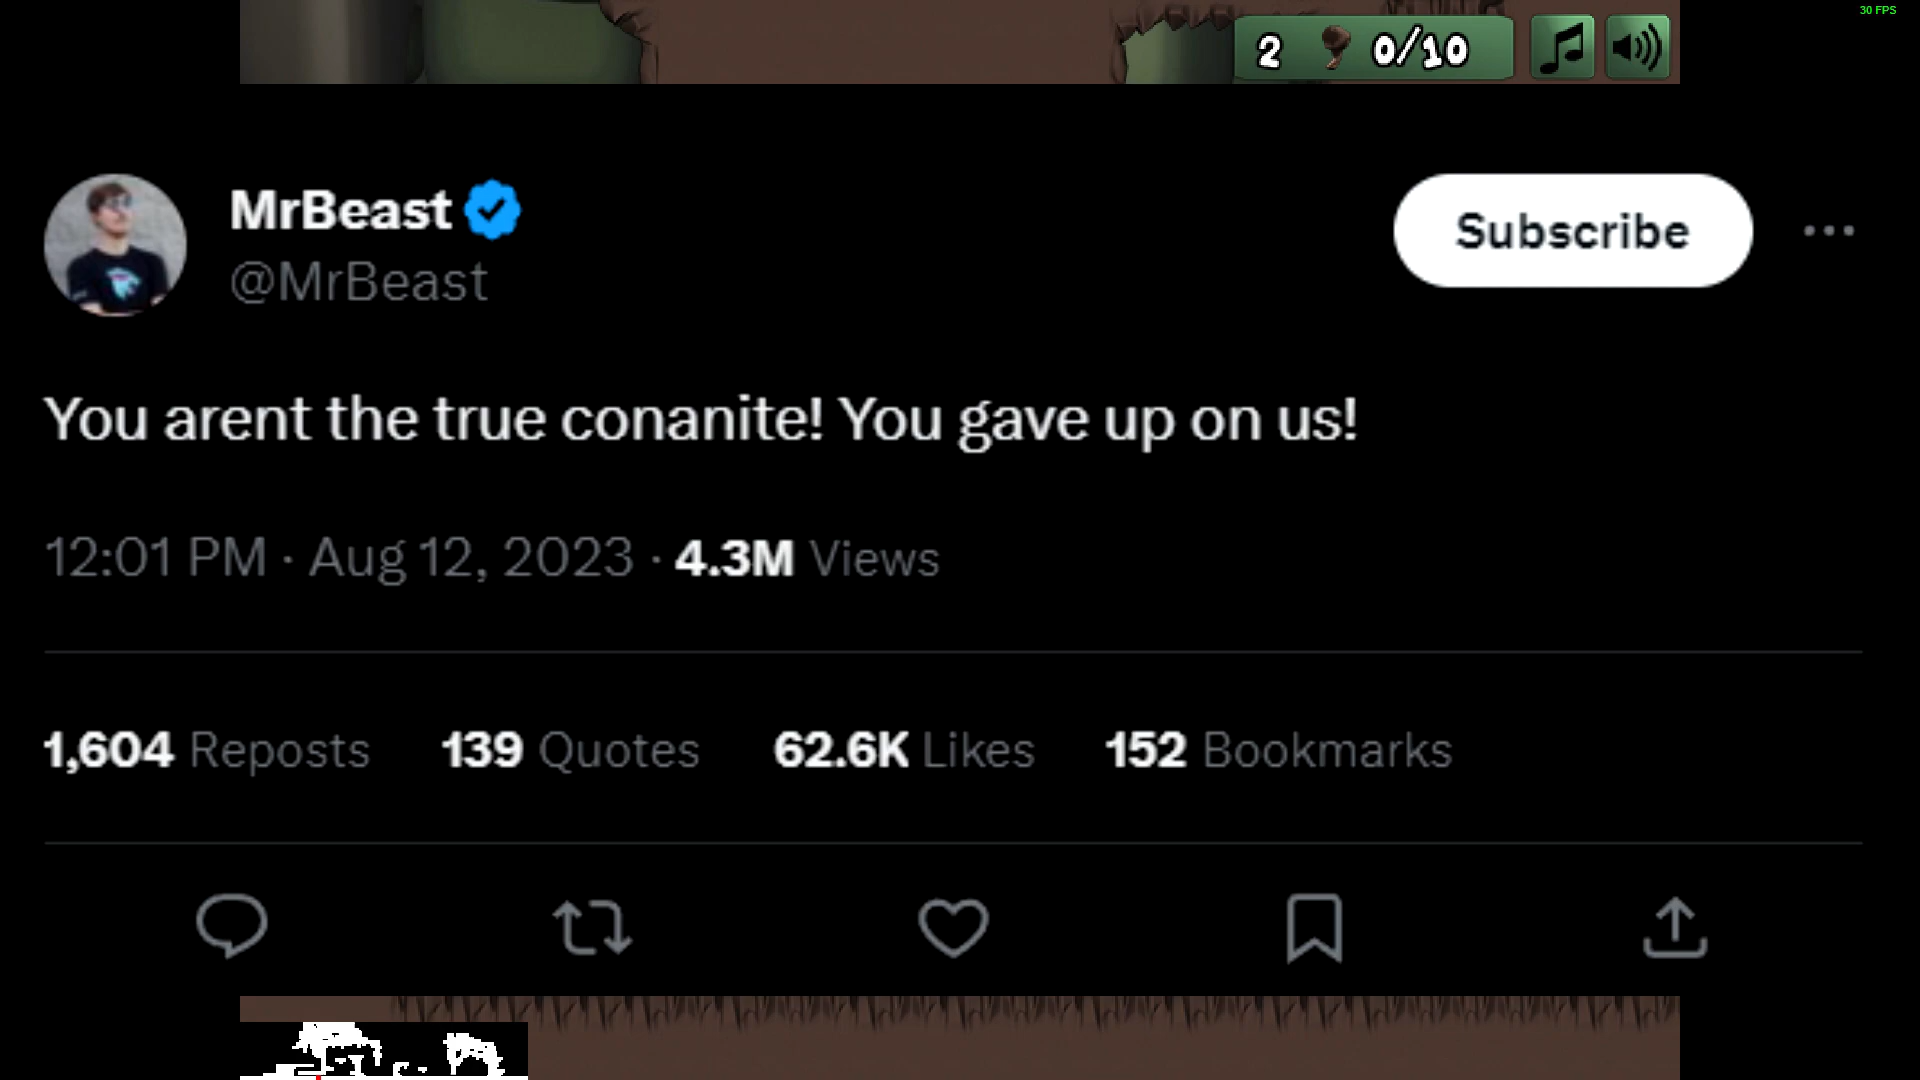 30 FPS
2 0/10
MrBeast
@MrBeast
Subscribe
You arent the true conanite! You gave up on us!
12:01 PM · Aug 12, 2023 · 4.3M Views
1,604 Reposts 139 Quotes 62.6K Likes 152 Bookmarks